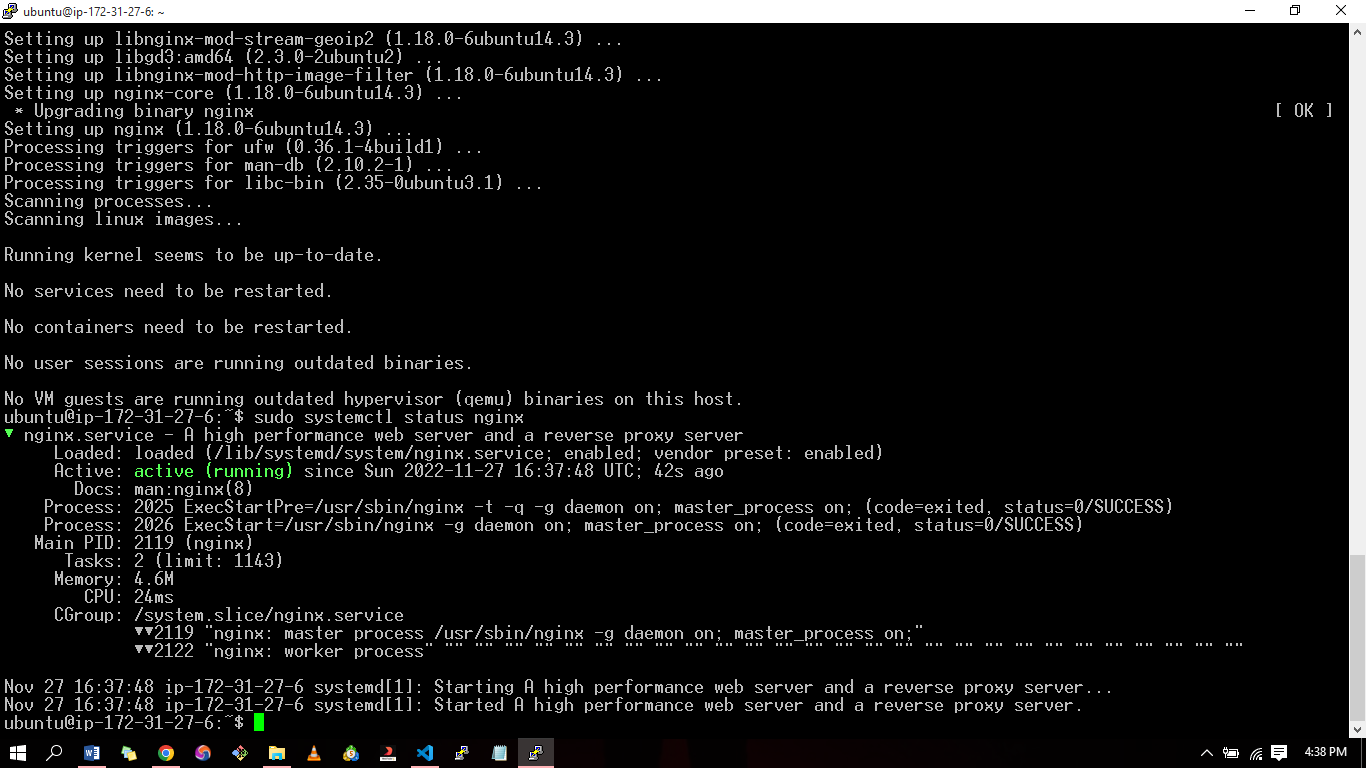 ubuntu@ip-172-31-27-6: ~
Setting up libnginx-mod-stream-geoip2 (1.18.0-6ubuntu14.3) ...
Setting up libgd3:amd64 (2.3.0-2ubuntu2) ...
Setting up libnginx-mod-http-image-filter (1.18.0-6ubuntu14.3) ...
Setting up nginx-core (1.18.0-6ubuntu14.3) ...
 * Upgrading binary nginx [ OK ]
Setting up nginx (1.18.0-6ubuntu14.3) ...
Processing triggers for ufw (0.36.1-4build1) ...
Processing triggers for man-db (2.10.2-1) ...
Processing triggers for libc-bin (2.35-0ubuntu3.1) ...
Scanning processes...
Scanning linux images...
Running kernel seems to be up-to-date.
No services need to be restarted.
No containers need to be restarted.
No user sessions are running outdated binaries.
No VM guests are running outdated hypervisor (qemu) binaries on this host.
ubuntu@ip-172-31-27-6:~$ sudo systemctl status nginx
▼ nginx.service - A high performance web server and a reverse proxy server
Loaded: loaded (/lib/systemd/system/nginx.service; enabled; vendor preset: enabled)
Active: active (running) since Sun 2022-11-27 16:37:48 UTC; 42s ago
Docs: man:nginx(8)
Process: 2025 ExecStartPre=/usr/sbin/nginx -t -q -g daemon on; master_process on; (code=exited, status=0/SUCCESS)
Process: 2026 ExecStart=/usr/sbin/nginx -g daemon on; master_process on; (code=exited, status=0/SUCCESS)
Main PID: 2119 (nginx)
Tasks: 2 (limit: 1143)
Memory: 4.6M
CPU: 24ms
CGroup: /system.slice/nginx.service
▼▼2119 "nginx: master process /usr/sbin/nginx -g daemon on; master_process on;"
▼▼2122 "nginx: worker process" "" "" "" "" "" "" "" "" "" "" "" "" "" "" "" "" "" "" "" "" "" "" "" "" "" "" ""
Nov 27 16:37:48 ip-172-31-27-6 systemd[1]: Starting A high performance web server and a reverse proxy server...
Nov 27 16:37:48 ip-172-31-27-6 systemd[1]: Started A high performance web server and a reverse proxy server.
ubuntu@ip-172-31-27-6:~$
4:38 PM